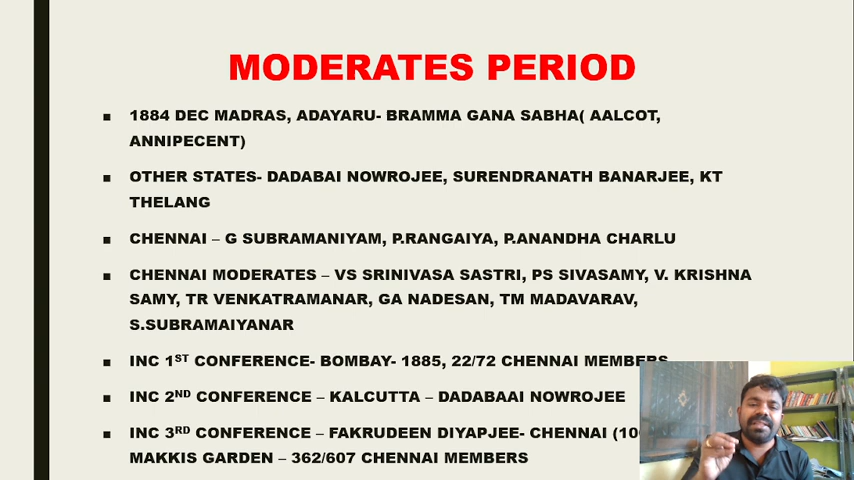 MODERATES PERIOD
1884 DEC MADRAS, ADAYARU- BRAMMA GANA SABHA( AALCOT,
ANNIPECENT)
OTHER STATES- DADABAI NOWROJEE, SURENDRANATH BANARJEE, KT
THELANG
CHENNAI – G SUBRAMANIYAM, P.RANGAIYA, P.ANANDHA CHARLU
CHENNAI MODERATES – VS SRINIVASA SASTRI, PS SIVASAMY, V. KRISHNA
SAMY, TR VENKATRAMANAR, GA NADESAN, TM MADAVARAV,
S.SUBRAMAIYANAR
INC 1ST CONFERENCE- BOMBAY- 1885, 22/72 CHENNAI MEMBERS
INC 2ND CONFERENCE – KALCUTTA – DADABAAI NOWROJEE
INC 3RD CONFERENCE – FAKRUDEEN DIYAPJEE- CHENNAI
MAKKIS GARDEN – 362/607 CHENNAI MEMBERS